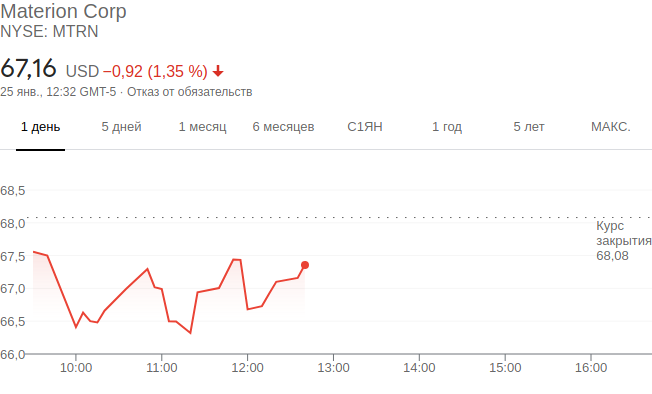 Materion Corp
NYSE: MTRN
67,16 USD −0,92 (1,35 %)
25 янв., 12:32 GMT-5 · Отказ от обязательств
1 день 5 дней 1 месяц 6 месяцев С1ЯН 1 год 5 лет МАКС.
68,5
68,0
Курс
закрытия
67,5 68,08
67,0
66,5
66,0
10:00 11:00 12:00 13:00 14:00 15:00 16:00